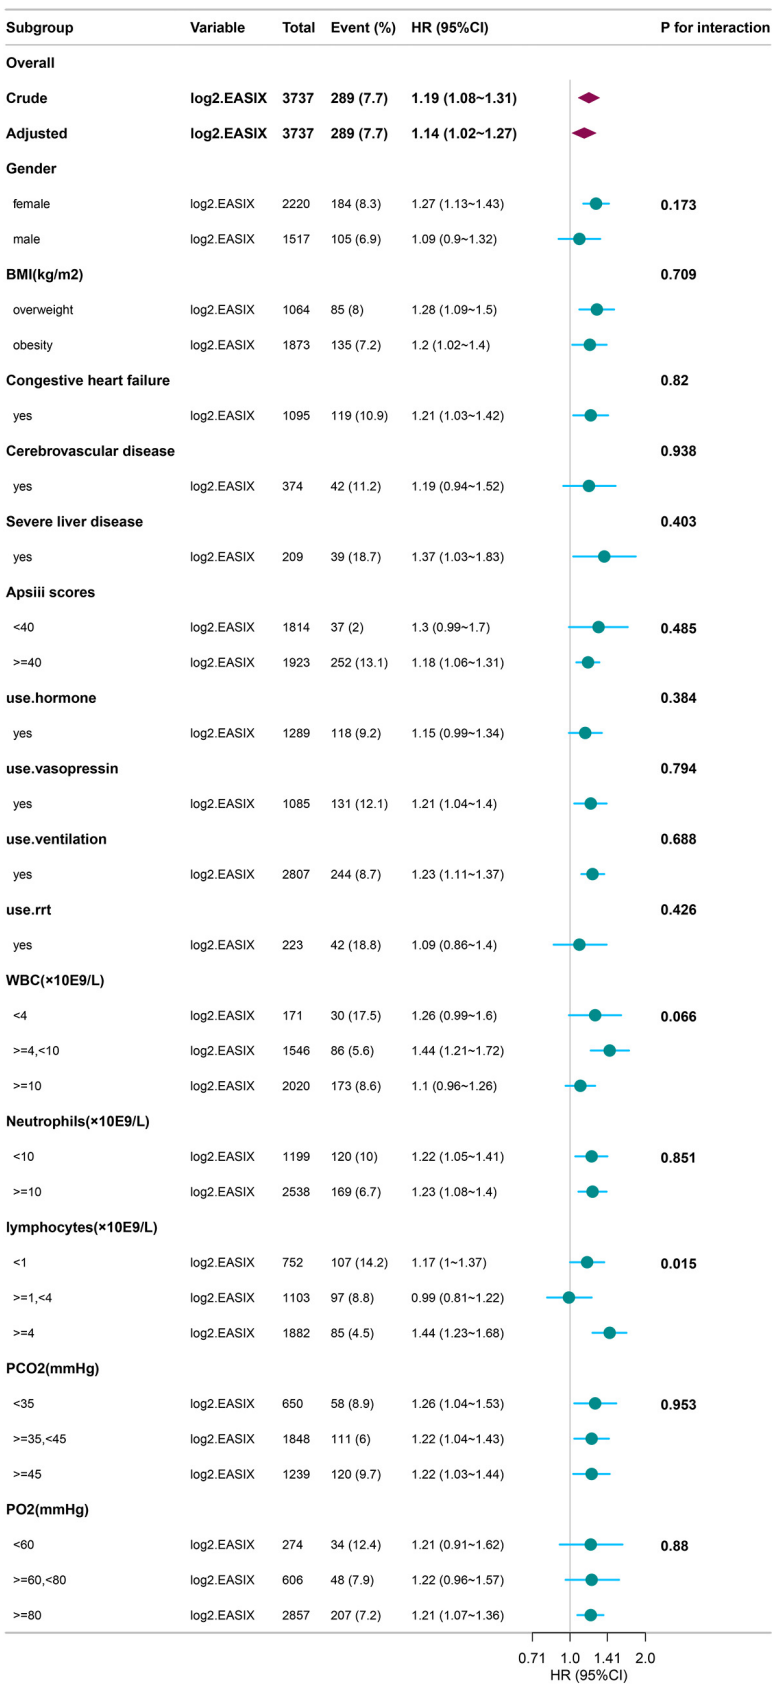 Subgroup Variable Total Event (%) HR (95%CI) P for interaction
Overall
Crude log2.EASIX 3737 289 (7.7) 1.19 (1.08~1.31)
Adjusted log2.EASIX 3737 289 (7.7) 1.14 (1.02~1.27)
Gender
female log2.EASIX 2220 184 (8.3) 1.27 (1.13~1.43) 0.173
male log2.EASIX 1517 105 (6.9) 1.09 (0.9~1.32)
BMI(kg/m2) 0.709
overweight log2.EASIX 1064 85 (8) 1.28 (1.09~1.5)
obesity log2.EASIX 1873 135 (7.2) 1.2 (1.02~1.4)
Congestive heart failure 0.82
yes log2.EASIX 1095 119 (10.9) 1.21 (1.03~1.42)
Cerebrovascular disease 0.938
yes log2.EASIX 374 42 (11.2) 1.19 (0.94~1.52)
Severe liver disease 0.403
yes log2.EASIX 209 39 (18.7) 1.37 (1.03~1.83)
Apsiii scores
<40 log2.EASIX 1814 37 (2) 1.3 (0.99~1.7) 0.485
>=40 log2.EASIX 1923 252 (13.1) 1.18 (1.06~1.31)
use.hormone 0.384
yes log2.EASIX 1289 118 (9.2) 1.15 (0.99~1.34)
use.vasopressin 0.794
yes log2.EASIX 1085 131 (12.1) 1.21 (1.04~1.4)
use.ventilation 0.688
yes log2.EASIX 2807 244 (8.7) 1.23 (1.11~1.37)
use.rrt 0.426
yes log2.EASIX 223 42 (18.8) 1.09 (0.86~1.4)
WBC(×10E9/L)
<4 log2.EASIX 171 30 (17.5) 1.26 (0.99~1.6) 0.066
>=4,<10 log2.EASIX 1546 86 (5.6) 1.44 (1.21~1.72)
>=10 log2.EASIX 2020 173 (8.6) 1.1 (0.96~1.26)
Neutrophils(×10E9/L)
<10 log2.EASIX 1199 120 (10) 1.22 (1.05~1.41) 0.851
>=10 log2.EASIX 2538 169 (6.7) 1.23 (1.08~1.4)
lymphocytes(×10E9/L)
<1 log2.EASIX 752 107 (14.2) 1.17 (1~1.37) 0.015
>=1,<4 log2.EASIX 1103 97 (8.8) 0.99 (0.81~1.22)
>=4 log2.EASIX 1882 85 (4.5) 1.44 (1.23~1.68)
PCO2(mmHg)
<35 log2.EASIX 650 58 (8.9) 1.26 (1.04~1.53) 0.953
>=35,<45 log2.EASIX 1848 111 (6) 1.22 (1.04~1.43)
>=45 log2.EASIX 1239 120 (9.7) 1.22 (1.03~1.44)
PO2(mmHg)
<60 log2.EASIX 274 34 (12.4) 1.21 (0.91~1.62) 0.88
>=60,<80 log2.EASIX 606 48 (7.9) 1.22 (0.96~1.57)
>=80 log2.EASIX 2857 207 (7.2) 1.21 (1.07~1.36)
0.71 1.0 1.41 2.0
HR (95%CI)